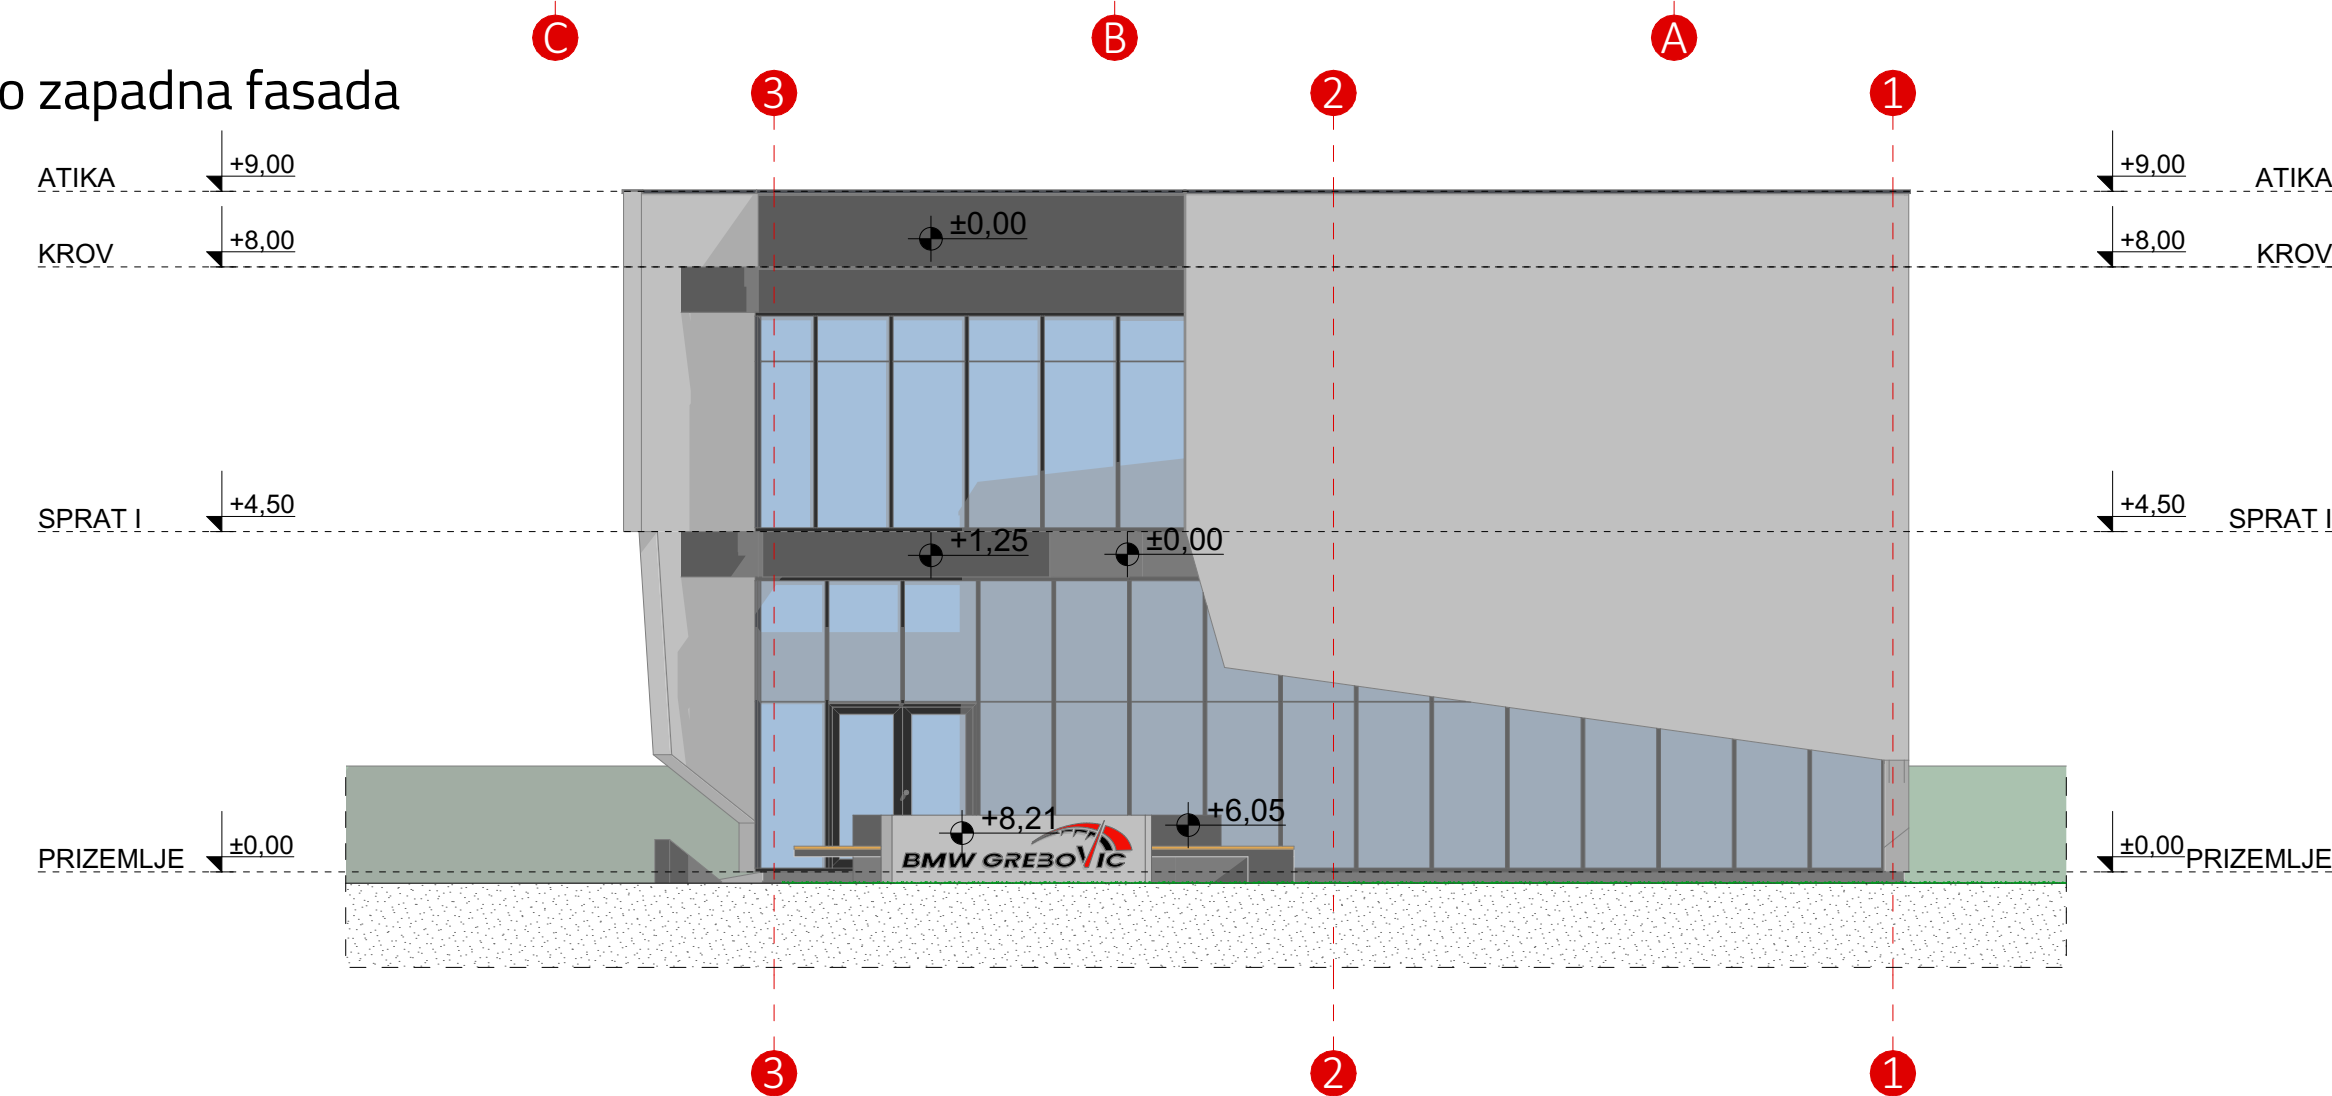 C B A
o zapadna fasada
3 2 1
ATIKA +9,00 +9,00 ATIKA
±0,00
KROV +8,00 +8,00 KROV
SPRAT I +4,50 +4,50 SPRAT I
+1,25 ±0,00
+8,21 +6,05
BMW GREBOVIC
PRIZEMLJE ±0,00 ±0,00 PRIZEMLJE
3 2 1